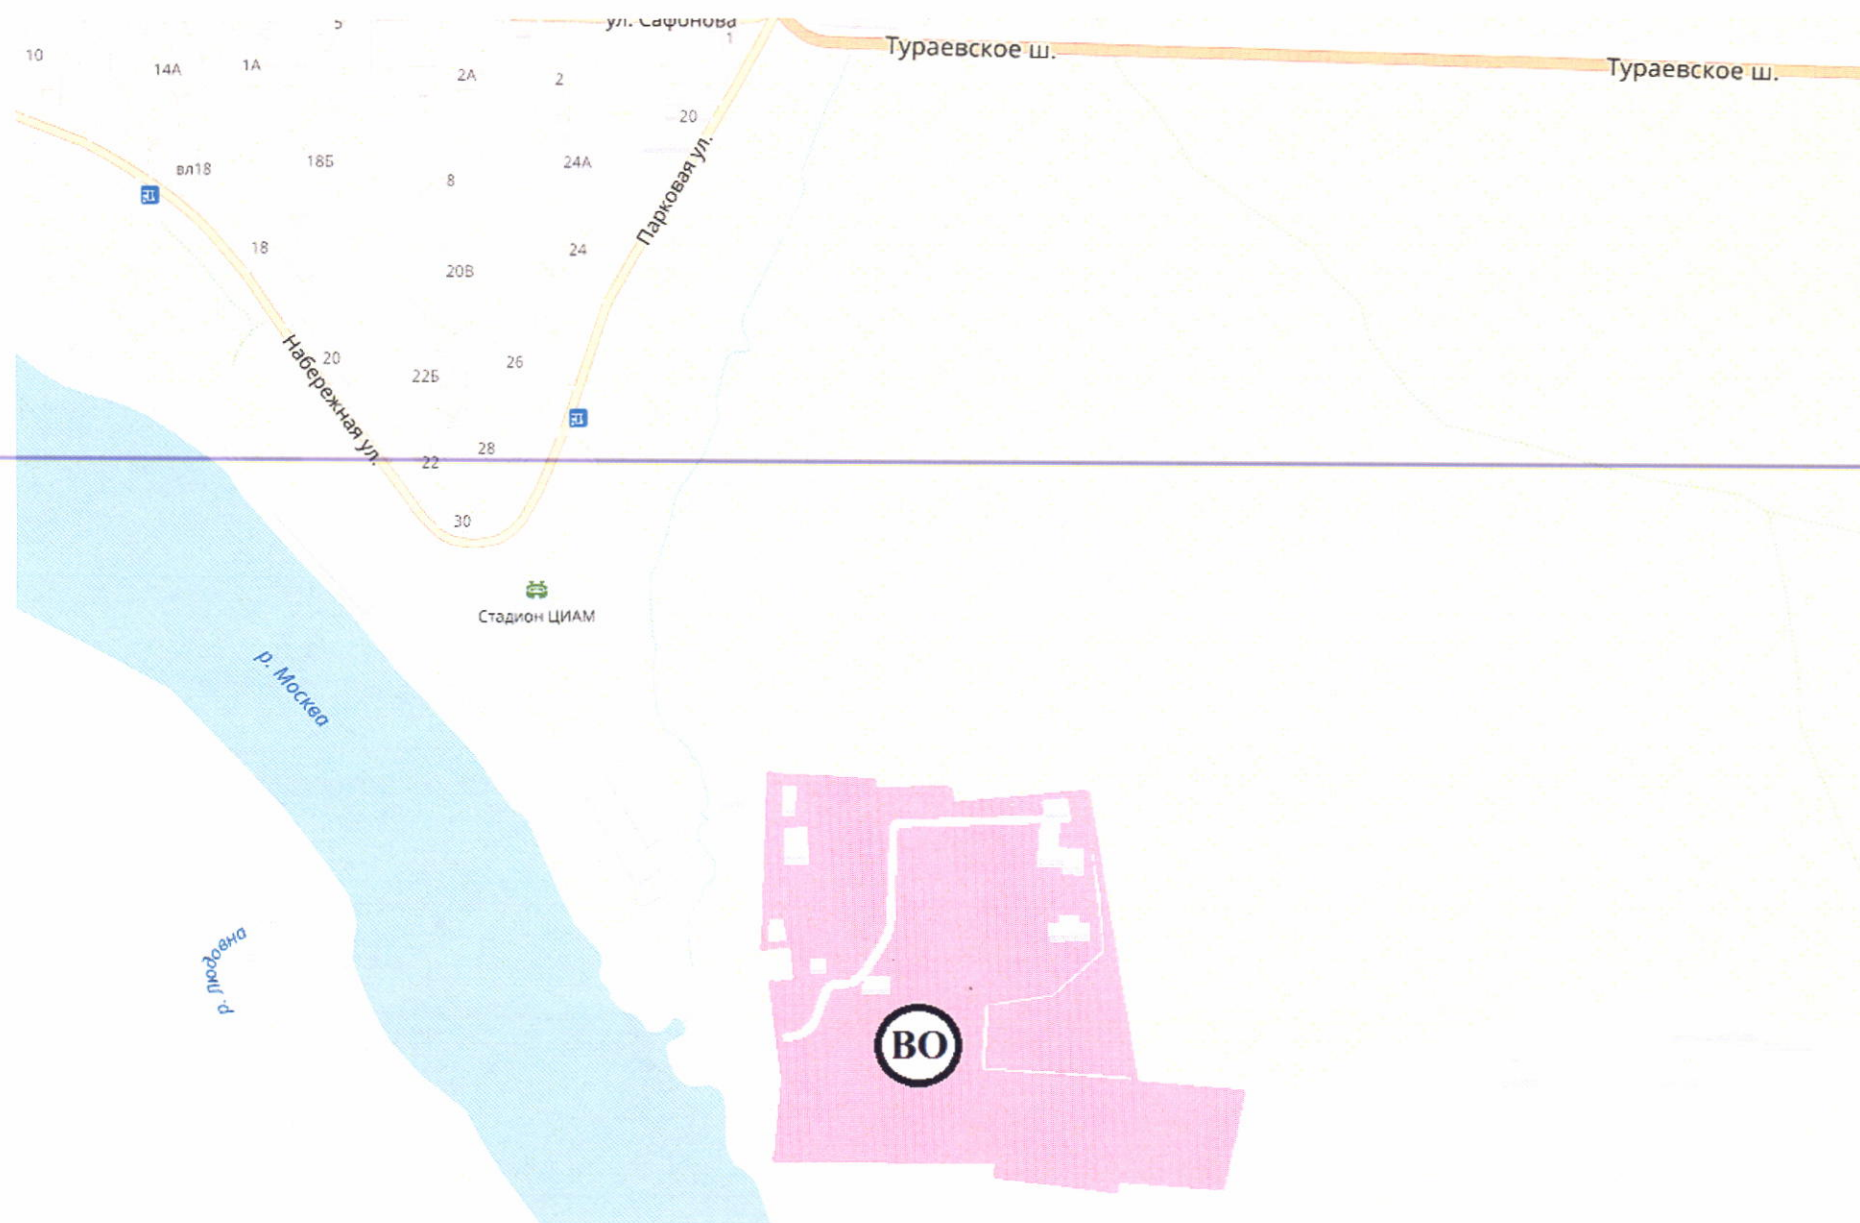 5
ул. Сафонова
1
Тураевское ш.
Тураевское ш.
10
14А
1А
2А
2
20
вл18
18Б
8
24А
Парковая ул.
18
20В
24
Набережная ул.
20
22Б
26
22
28
30
Стадион ЦИАМ
р. Москва
р. Людовна
ВО